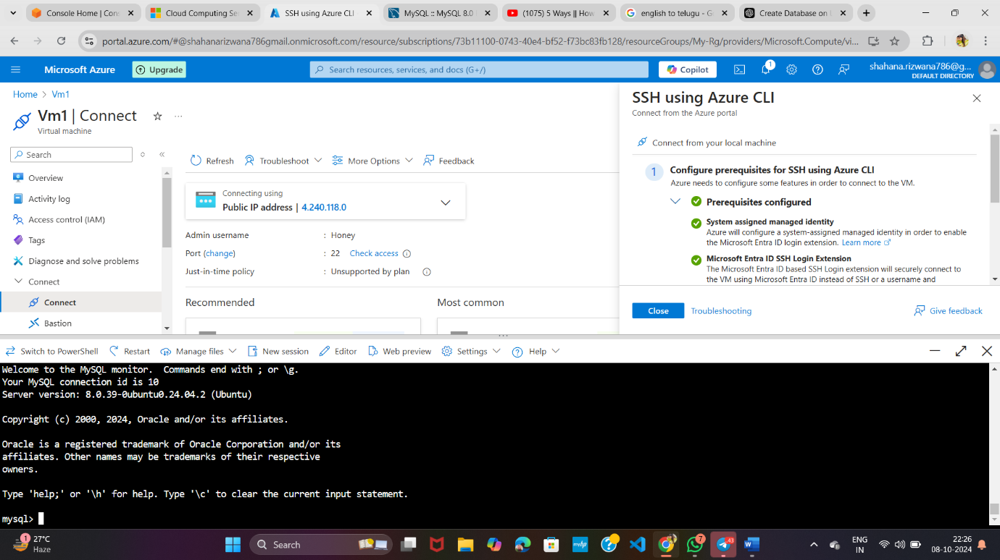 Console Home | Cons
Cloud Computing Se
SSH using Azure CLI
MySQL :: MySQL 8.0
(1075) 5 Ways || How
english to telugu - G
Create Database on
portal.azure.com/#@shahanarizwana786gmail.onmicrosoft.com/resource/subscriptions/73b11100-0743-40e4-bf52-f73bc83fb128/resourceGroups/My-Rg/providers/Microsoft.Compute/vi...
Microsoft Azure
Upgrade
Search resources, services, and docs (G+/)
Copilot
1
shahana.rizwana786@g...
DEFAULT DIRECTORY
Home > Vm1
Vm1 | Connect
Virtual machine
Search
Overview
Activity log
Access control (IAM)
Tags
Diagnose and solve problems
Connect
Connect
Bastion
Refresh
Troubleshoot
More Options
Feedback
Connecting using
Public IP address | 4.240.118.0
Admin username : Honey
Port (change) : 22 Check access
Just-in-time policy : Unsupported by plan
Recommended
Most common
SSH using Azure CLI
Connect from the Azure portal
Connect from your local machine
1 Configure prerequisites for SSH using Azure CLI
Azure needs to configure some features in order to connect to the VM.
Prerequisites configured
System assigned managed identity
Azure will configure a system-assigned managed identity in order to enable
the Microsoft Entra ID login extension. Learn more
Microsoft Entra ID SSH Login Extension
The Microsoft Entra ID based SSH Login extension will securely connect to
the VM using Microsoft Entra ID instead of SSH or a username and
Close
Troubleshooting
Give feedback
Switch to PowerShell
Restart
Manage files
New session
Editor
Web preview
Settings
Help
Welcome to the MySQL monitor.  Commands end with ; or \g.
Your MySQL connection id is 10
Server version: 8.0.39-0ubuntu0.24.04.2 (Ubuntu)
Copyright (c) 2000, 2024, Oracle and/or its affiliates.
Oracle is a registered trademark of Oracle Corporation and/or its
affiliates. Other names may be trademarks of their respective
owners.
Type 'help;' or '\h' for help. Type '\c' to clear the current input statement.
mysql>
1
27°C
Haze
Search
myhp
7
43
ENG
IN
22:26
08-10-2024